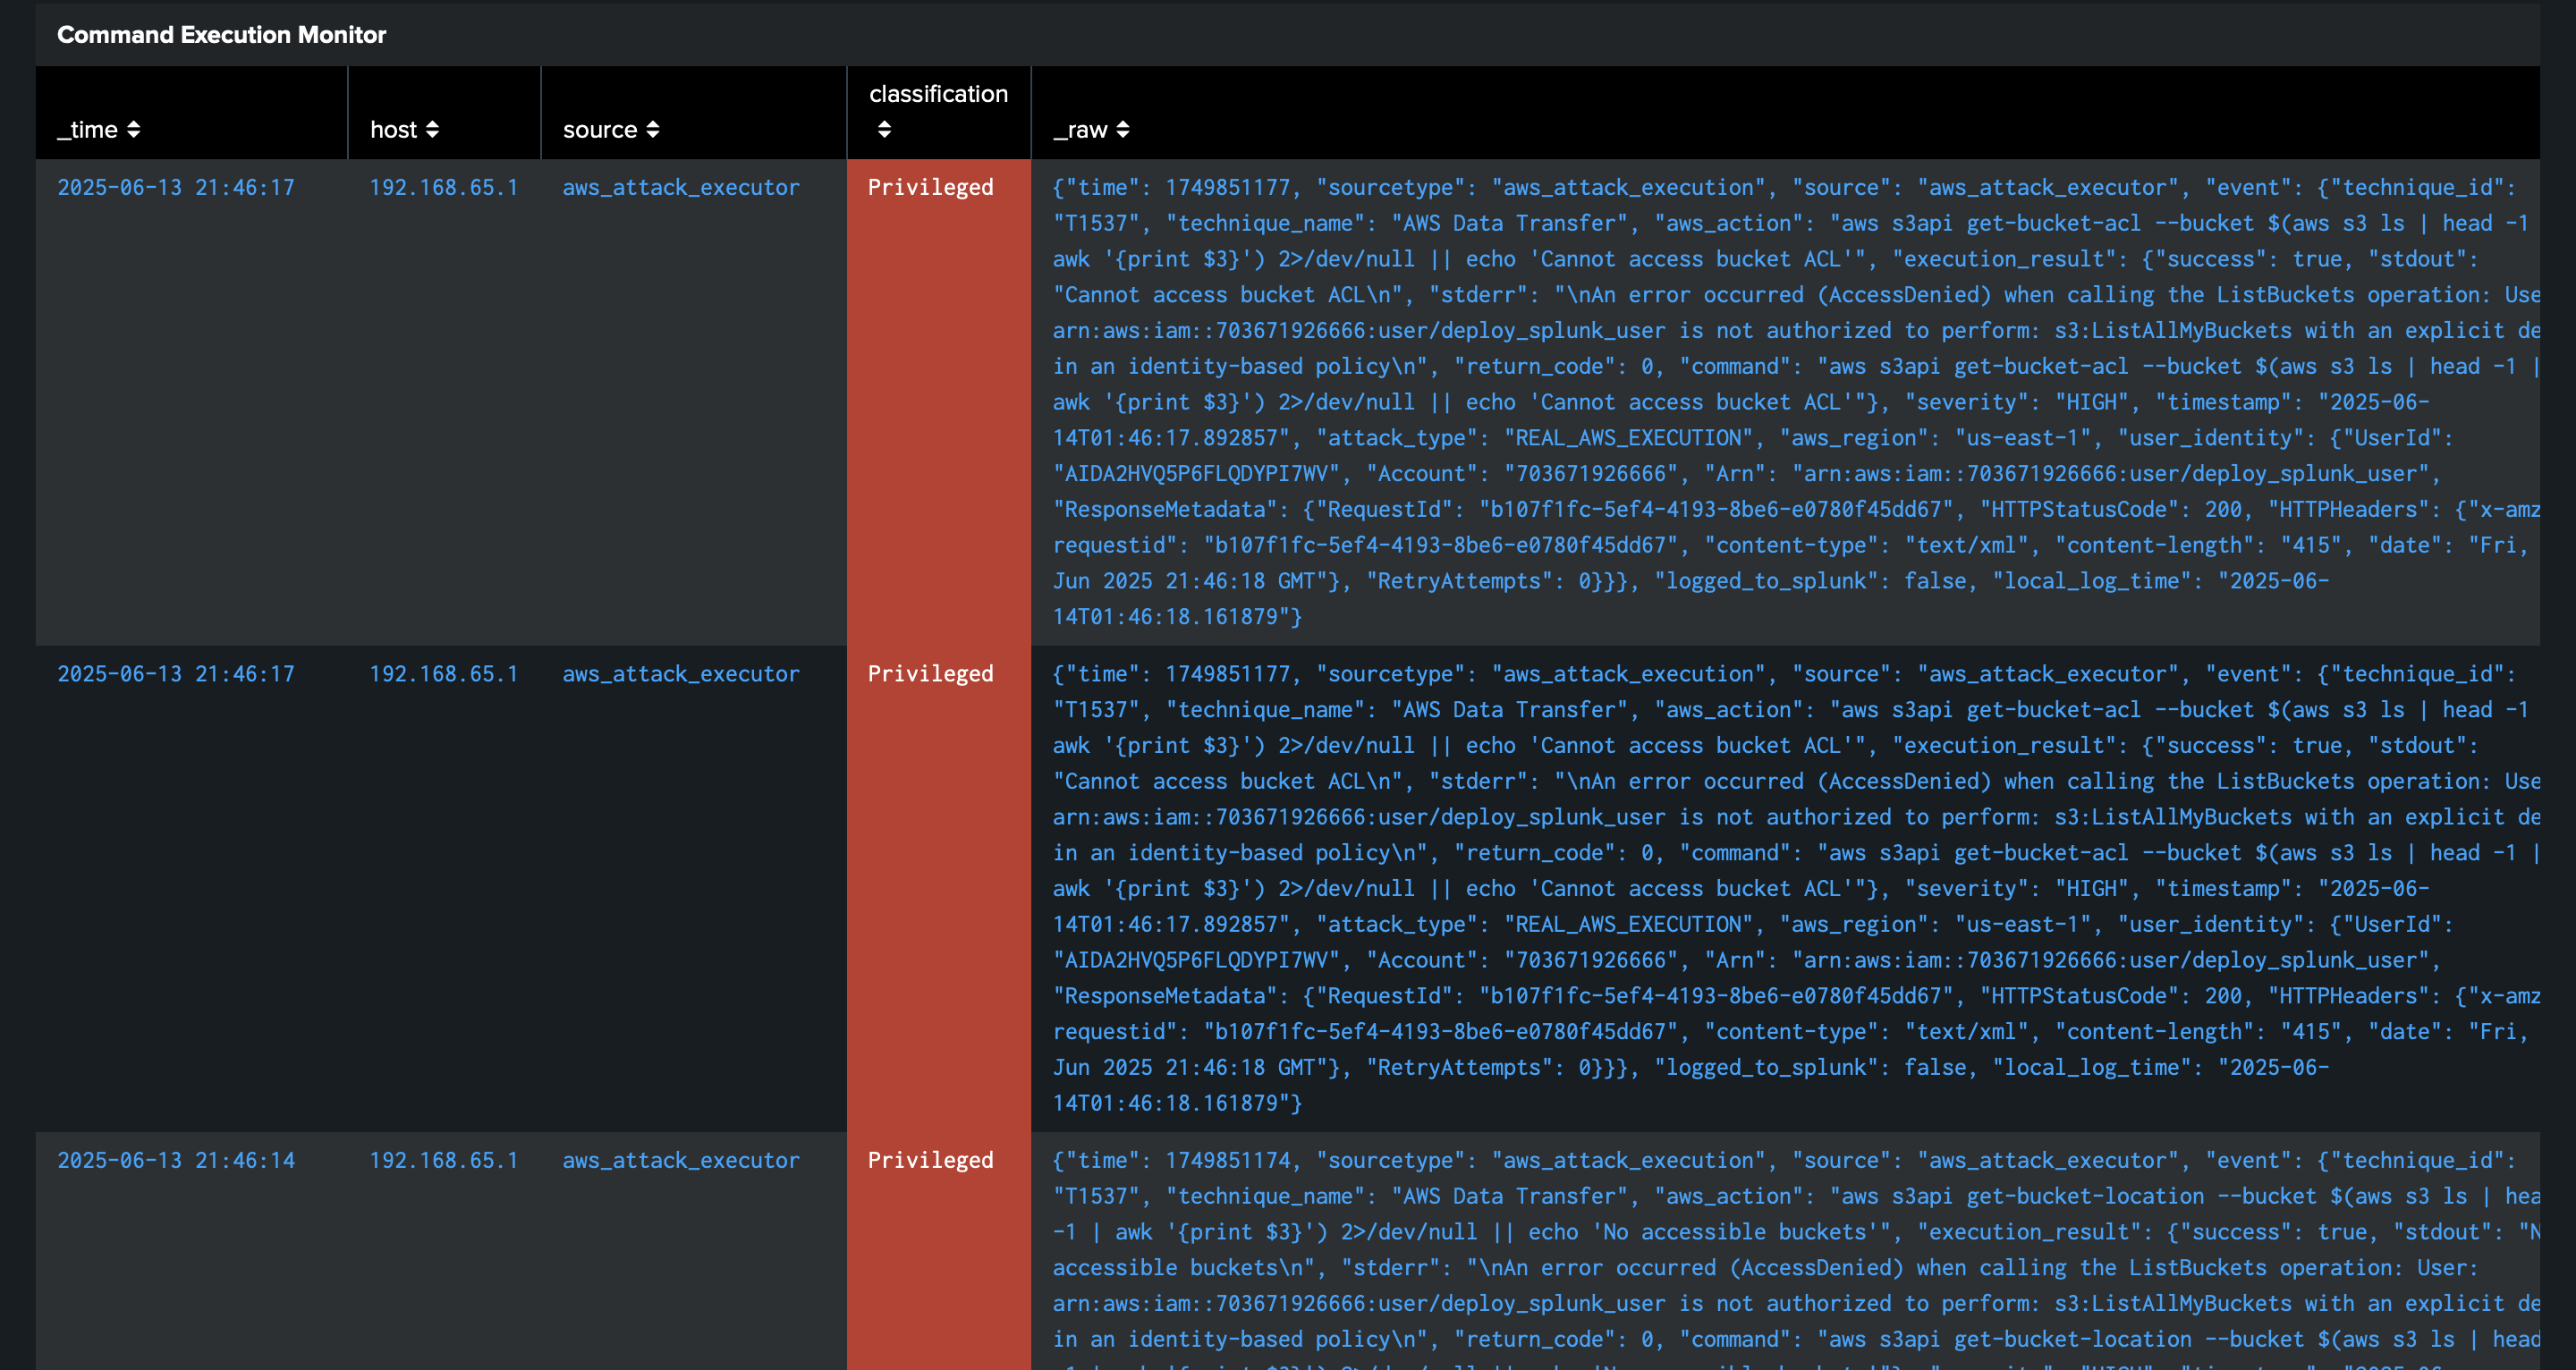 Command Execution Monitor
_time host source classification _raw
2025-06-13 21:46:17 192.168.65.1 aws_attack_executor Privileged {"time": 1749851177, "sourcetype": "aws_attack_execution", "source": "aws_attack_executor", "event": {"technique_id":
"T1537", "technique_name": "AWS Data Transfer", "aws_action": "aws s3api get-bucket-acl --bucket $(aws s3 ls | head -1
awk '{print $3}') 2>/dev/null || echo 'Cannot access bucket ACL'", "execution_result": {"success": true, "stdout":
"Cannot access bucket ACL\n", "stderr": "\nAn error occurred (AccessDenied) when calling the ListBuckets operation: Use
arn:aws:iam::703671926666:user/deploy_splunk_user is not authorized to perform: s3:ListAllMyBuckets with an explicit de
in an identity-based policy\n", "return_code": 0, "command": "aws s3api get-bucket-acl --bucket $(aws s3 ls | head -1 |
awk '{print $3}') 2>/dev/null || echo 'Cannot access bucket ACL'"}, "severity": "HIGH", "timestamp": "2025-06-
14T01:46:17.892857", "attack_type": "REAL_AWS_EXECUTION", "aws_region": "us-east-1", "user_identity": {"UserId":
"AIDA2HVQ5P6FLQDYPI7WV", "Account": "703671926666", "Arn": "arn:aws:iam::703671926666:user/deploy_splunk_user",
"ResponseMetadata": {"RequestId": "b107f1fc-5ef4-4193-8be6-e0780f45dd67", "HTTPStatusCode": 200, "HTTPHeaders": {"x-amz
requestid": "b107f1fc-5ef4-4193-8be6-e0780f45dd67", "content-type": "text/xml", "content-length": "415", "date": "Fri,
Jun 2025 21:46:18 GMT"}, "RetryAttempts": 0}}}, "logged_to_splunk": false, "local_log_time": "2025-06-
14T01:46:18.161879"}
2025-06-13 21:46:17 192.168.65.1 aws_attack_executor Privileged {"time": 1749851177, "sourcetype": "aws_attack_execution", "source": "aws_attack_executor", "event": {"technique_id":
"T1537", "technique_name": "AWS Data Transfer", "aws_action": "aws s3api get-bucket-acl --bucket $(aws s3 ls | head -1
awk '{print $3}') 2>/dev/null || echo 'Cannot access bucket ACL'", "execution_result": {"success": true, "stdout":
"Cannot access bucket ACL\n", "stderr": "\nAn error occurred (AccessDenied) when calling the ListBuckets operation: Use
arn:aws:iam::703671926666:user/deploy_splunk_user is not authorized to perform: s3:ListAllMyBuckets with an explicit de
in an identity-based policy\n", "return_code": 0, "command": "aws s3api get-bucket-acl --bucket $(aws s3 ls | head -1 |
awk '{print $3}') 2>/dev/null || echo 'Cannot access bucket ACL'"}, "severity": "HIGH", "timestamp": "2025-06-
14T01:46:17.892857", "attack_type": "REAL_AWS_EXECUTION", "aws_region": "us-east-1", "user_identity": {"UserId":
"AIDA2HVQ5P6FLQDYPI7WV", "Account": "703671926666", "Arn": "arn:aws:iam::703671926666:user/deploy_splunk_user",
"ResponseMetadata": {"RequestId": "b107f1fc-5ef4-4193-8be6-e0780f45dd67", "HTTPStatusCode": 200, "HTTPHeaders": {"x-amz
requestid": "b107f1fc-5ef4-4193-8be6-e0780f45dd67", "content-type": "text/xml", "content-length": "415", "date": "Fri,
Jun 2025 21:46:18 GMT"}, "RetryAttempts": 0}}}, "logged_to_splunk": false, "local_log_time": "2025-06-
14T01:46:18.161879"}
2025-06-13 21:46:14 192.168.65.1 aws_attack_executor Privileged {"time": 1749851174, "sourcetype": "aws_attack_execution", "source": "aws_attack_executor", "event": {"technique_id":
"T1537", "technique_name": "AWS Data Transfer", "aws_action": "aws s3api get-bucket-location --bucket $(aws s3 ls | hea
-1 | awk '{print $3}') 2>/dev/null || echo 'No accessible buckets'", "execution_result": {"success": true, "stdout": "N
accessible buckets\n", "stderr": "\nAn error occurred (AccessDenied) when calling the ListBuckets operation: User:
arn:aws:iam::703671926666:user/deploy_splunk_user is not authorized to perform: s3:ListAllMyBuckets with an explicit de
in an identity-based policy\n", "return_code": 0, "command": "aws s3api get-bucket-location --bucket $(aws s3 ls | head